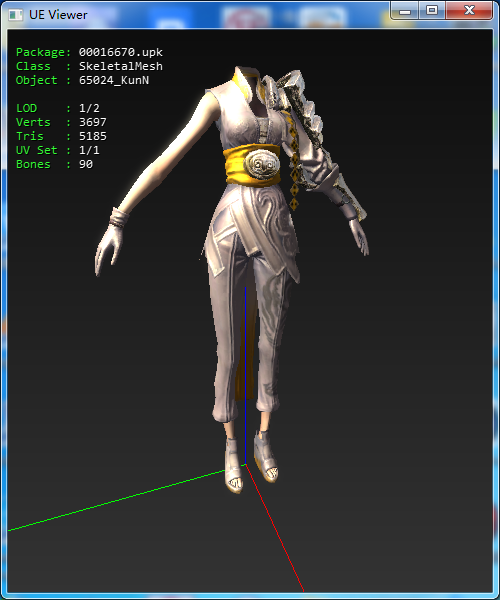 UE Viewer
Package: 00016670.upk
Class : SkeletalMesh
Object : 65024_KunN
LOD : 1/2
Verts : 3697
Tris : 5185
UV Set : 1/1
Bones : 90